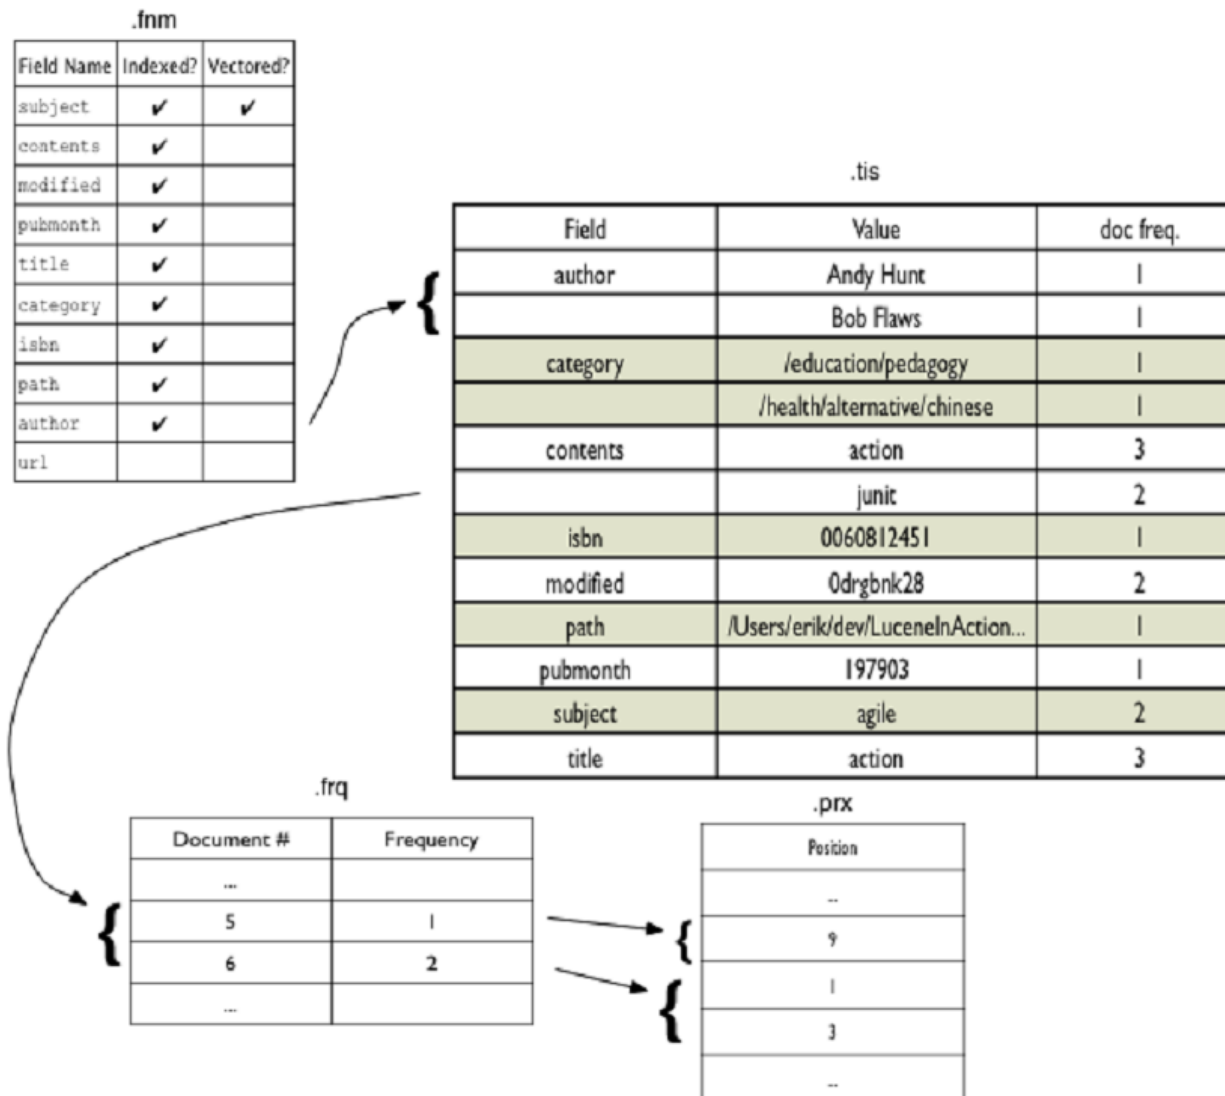 .fnm
Field Name Indexed? Vectored?
subject ✔ ✔
contents ✔
modified ✔
pubmonth ✔
title ✔
category ✔
isbn ✔
path ✔
author ✔
url
.tis
Field Value doc freq.
author Andy Hunt 1
Bob Flaws 1
category /education/pedagogy 1
/health/alternative/chinese 1
contents action 3
junit 2
isbn 0060812451 1
modified 0drgbnk28 2
path /Users/erik/dev/LuceneInAction... 1
pubmonth 197903 1
subject agile 2
title action 3
.frq
Document # Frequency
...
5 1
6 2
...
.prx
Position
...
9
1
3
...